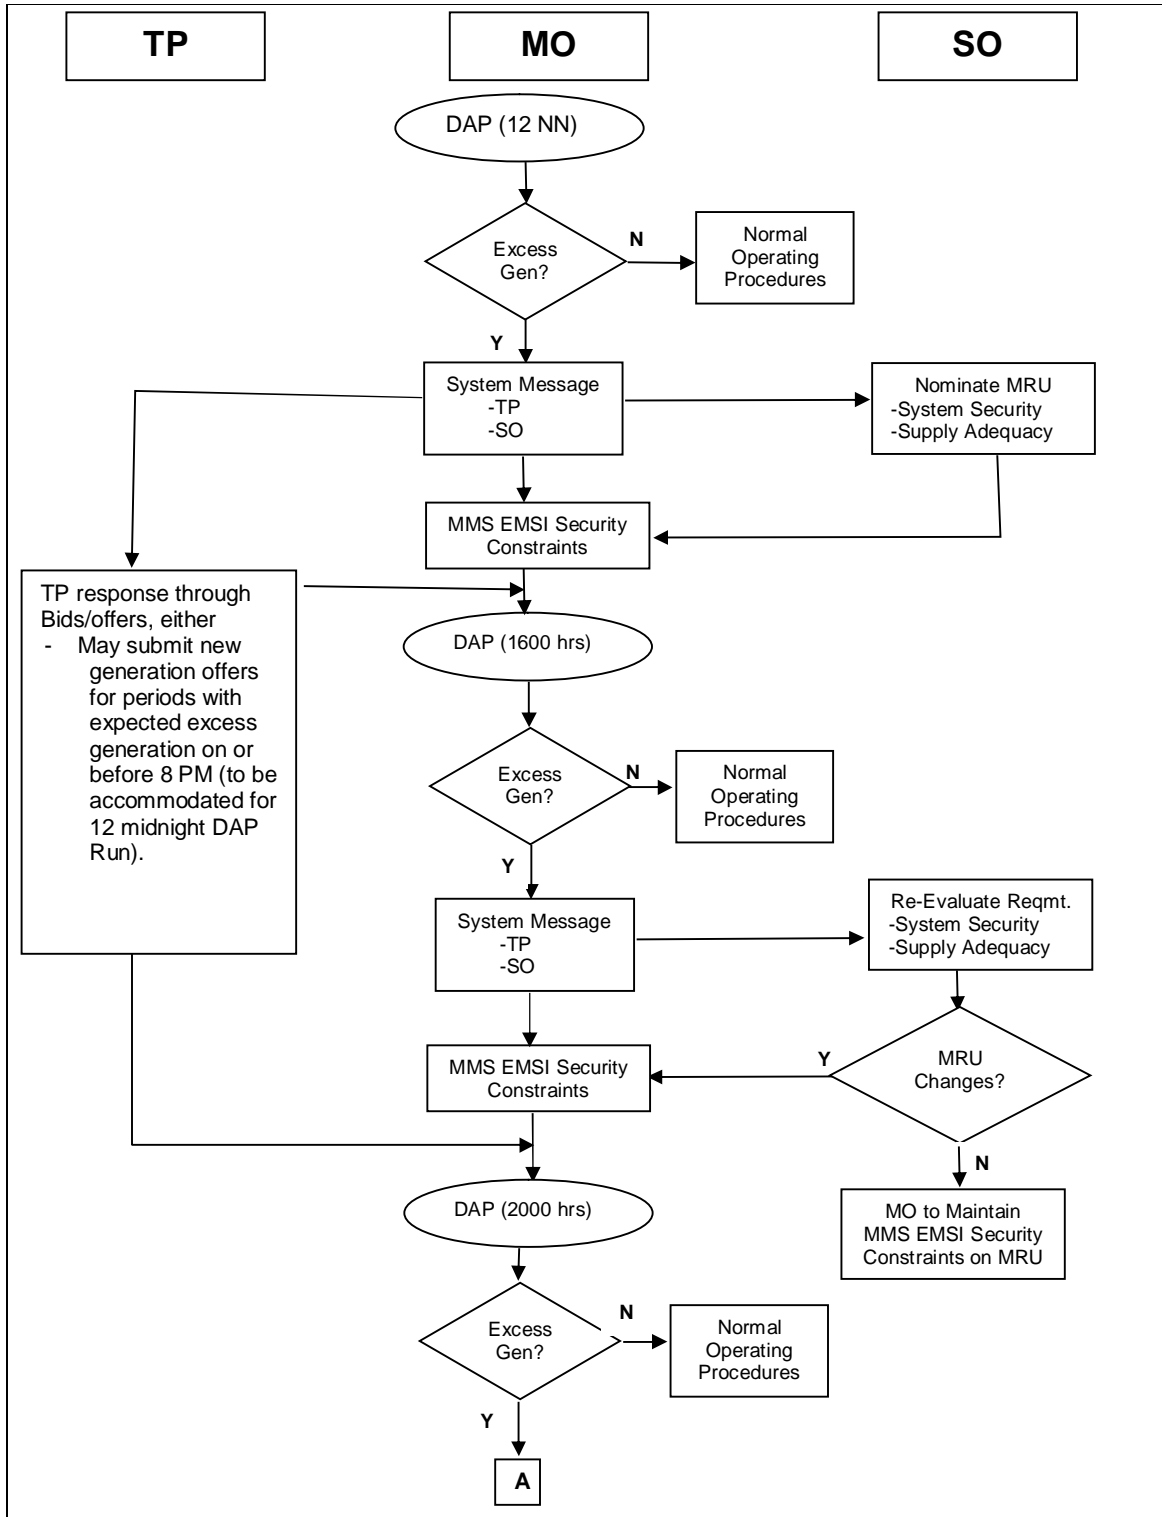 TP
MO
SO
DAP (12 NN)
Excess
Gen?
N
Normal
Operating
Procedures
Y
System Message
-TP
-SO
Nominate MRU
-System Security
-Supply Adequacy
MMS EMSI Security
Constraints
TP response through
Bids/offers, either
- May submit new
generation offers
for periods with
expected excess
generation on or
before 8 PM (to be
accommodated for
12 midnight DAP
Run).
DAP (1600 hrs)
Excess
Gen?
N
Normal
Operating
Procedures
Y
System Message
-TP
-SO
Re-Evaluate Reqmt.
-System Security
-Supply Adequacy
MMS EMSI Security
Constraints
Y
MRU
Changes?
N
MO to Maintain
MMS EMSI Security
Constraints on MRU
DAP (2000 hrs)
Excess
Gen?
N
Normal
Operating
Procedures
Y
A